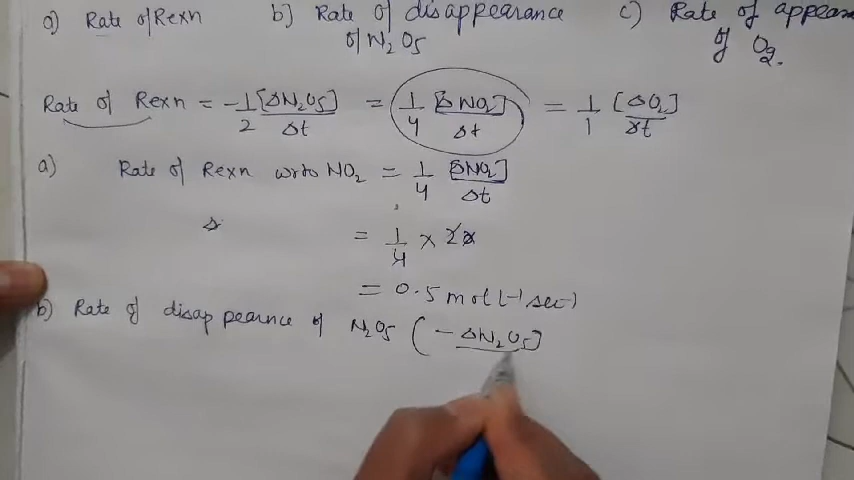 a) Rate of Rexn b) Rate of disappearance of N2O5 c) Rate of appear of O2.
Rate of Rexn = -1/2 [ΔN2O5]/Δt = 1/4 [ΔNO2]/Δt = 1/1 [ΔO2]/Δt
a) Rate of Rexn wrto NO2 = 1/4 [ΔNO2]/Δt
= 1/4 × 2
= 0.5 mol L-1 sec-1
b) Rate of disappearnce of N2O5 (- ΔN2O5]